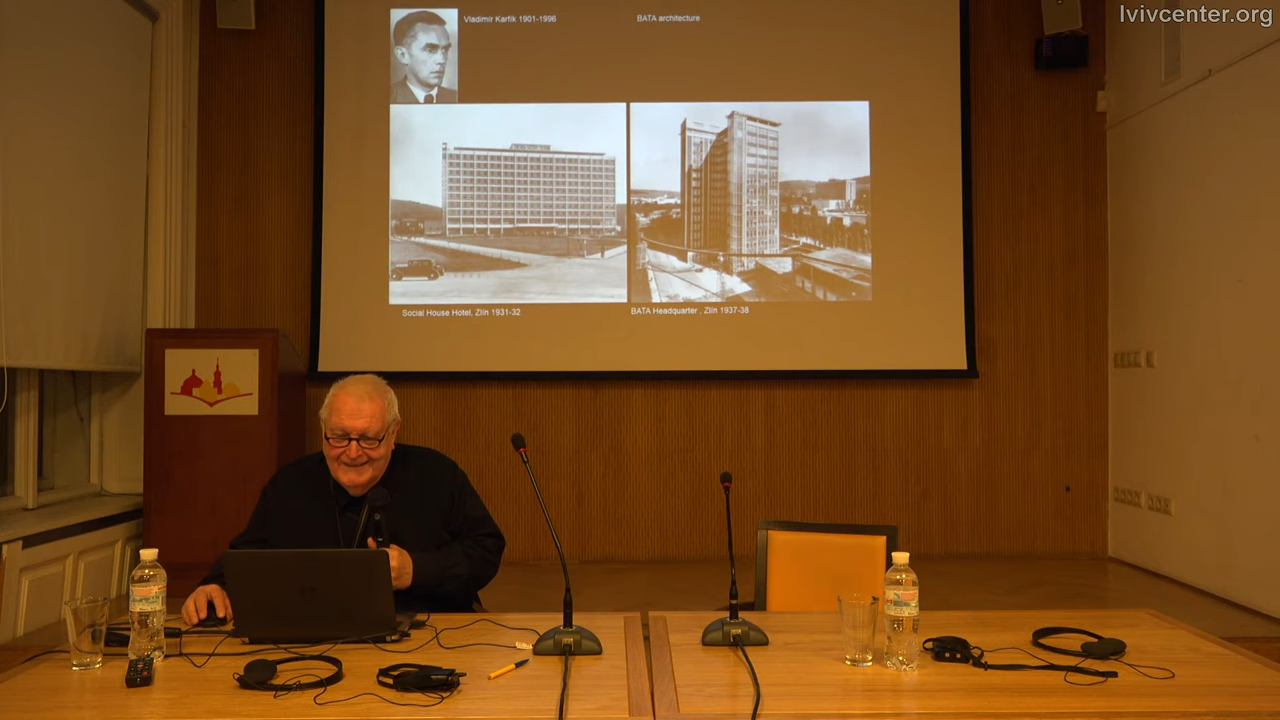 lvivcenter.org
Vladimir Karfik 1901-1996
BATA architecture
Social House Hotel, Zlin 1931-32
BATA Headquarter , Zlin 1937-38